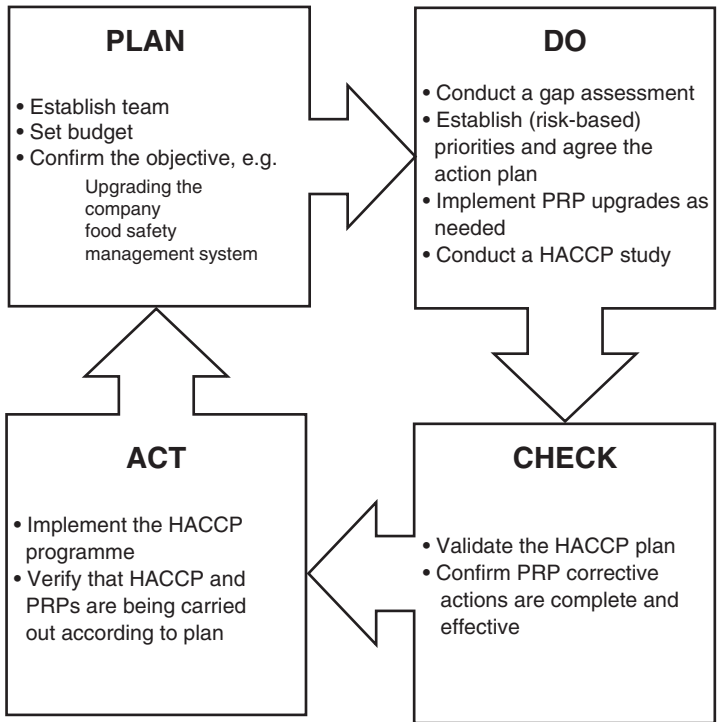 PLAN
• Establish team
• Set budget
• Confirm the objective, e.g.
Upgrading the
company
food safety
management system
DO
• Conduct a gap assessment
• Establish (risk-based)
priorities and agree the
action plan
• Implement PRP upgrades as
needed
• Conduct a HACCP study
ACT
• Implement the HACCP
programme
• Verify that HACCP and
PRPs are being carried
out according to plan
CHECK
• Validate the HACCP plan
• Confirm PRP corrective
actions are complete and
effective